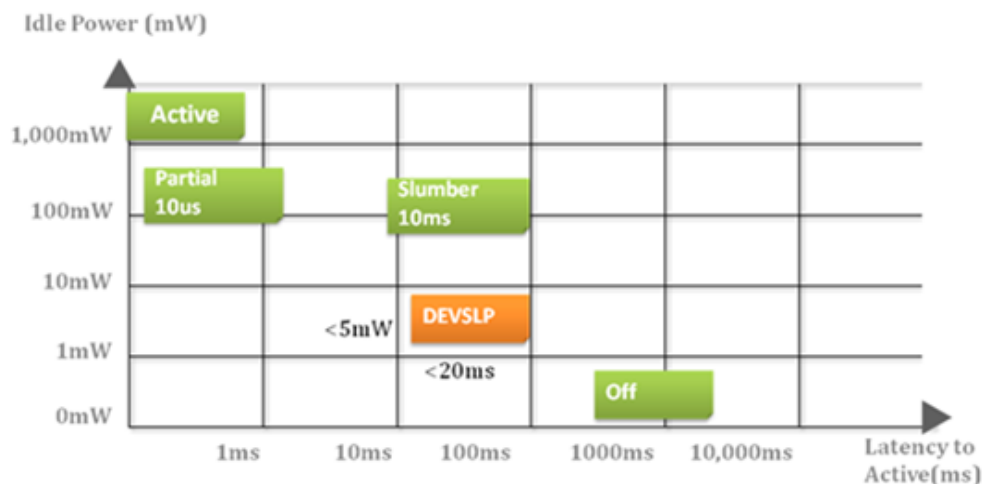 Idle Power (mW)
Active
1,000mW
Partial
10us
Slumber
10ms
100mW
10mW
DEVSLP
<5mW
1mW
<20ms
Off
0mW
1ms
10ms
100ms
1000ms
10,000ms
Latency to
Active(ms)